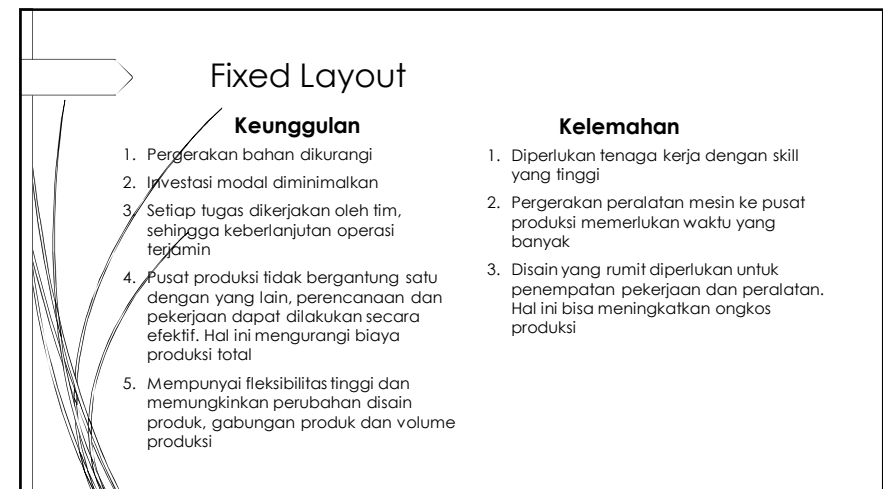 Fixed Layout
Keunggulan
1. Pergerakan bahan dikurangi
2. Investasi modal diminimalkan
3. Setiap tugas dikerjakan oleh tim,
sehingga keberlanjutan operasi
terjamin
4. Pusat produksi tidak bergantung satu
dengan yang lain, perencanaan dan
pekerjaan dapat dilakukan secara
efektif. Hal ini mengurangi biaya
produksi total
5. Mempunyai fleksibilitas tinggi dan
memungkinkan perubahan disain
produk, gabungan produk dan volume
produksi
Kelemahan
1. Diperlukan tenaga kerja dengan skill
yang tinggi
2. Pergerakan peralatan mesin ke pusat
produksi memerlukan waktu yang
banyak
3. Disain yang rumit diperlukan untuk
penempatan pekerjaan dan peralatan.
Hal ini bisa meningkatkan ongkos
produksi